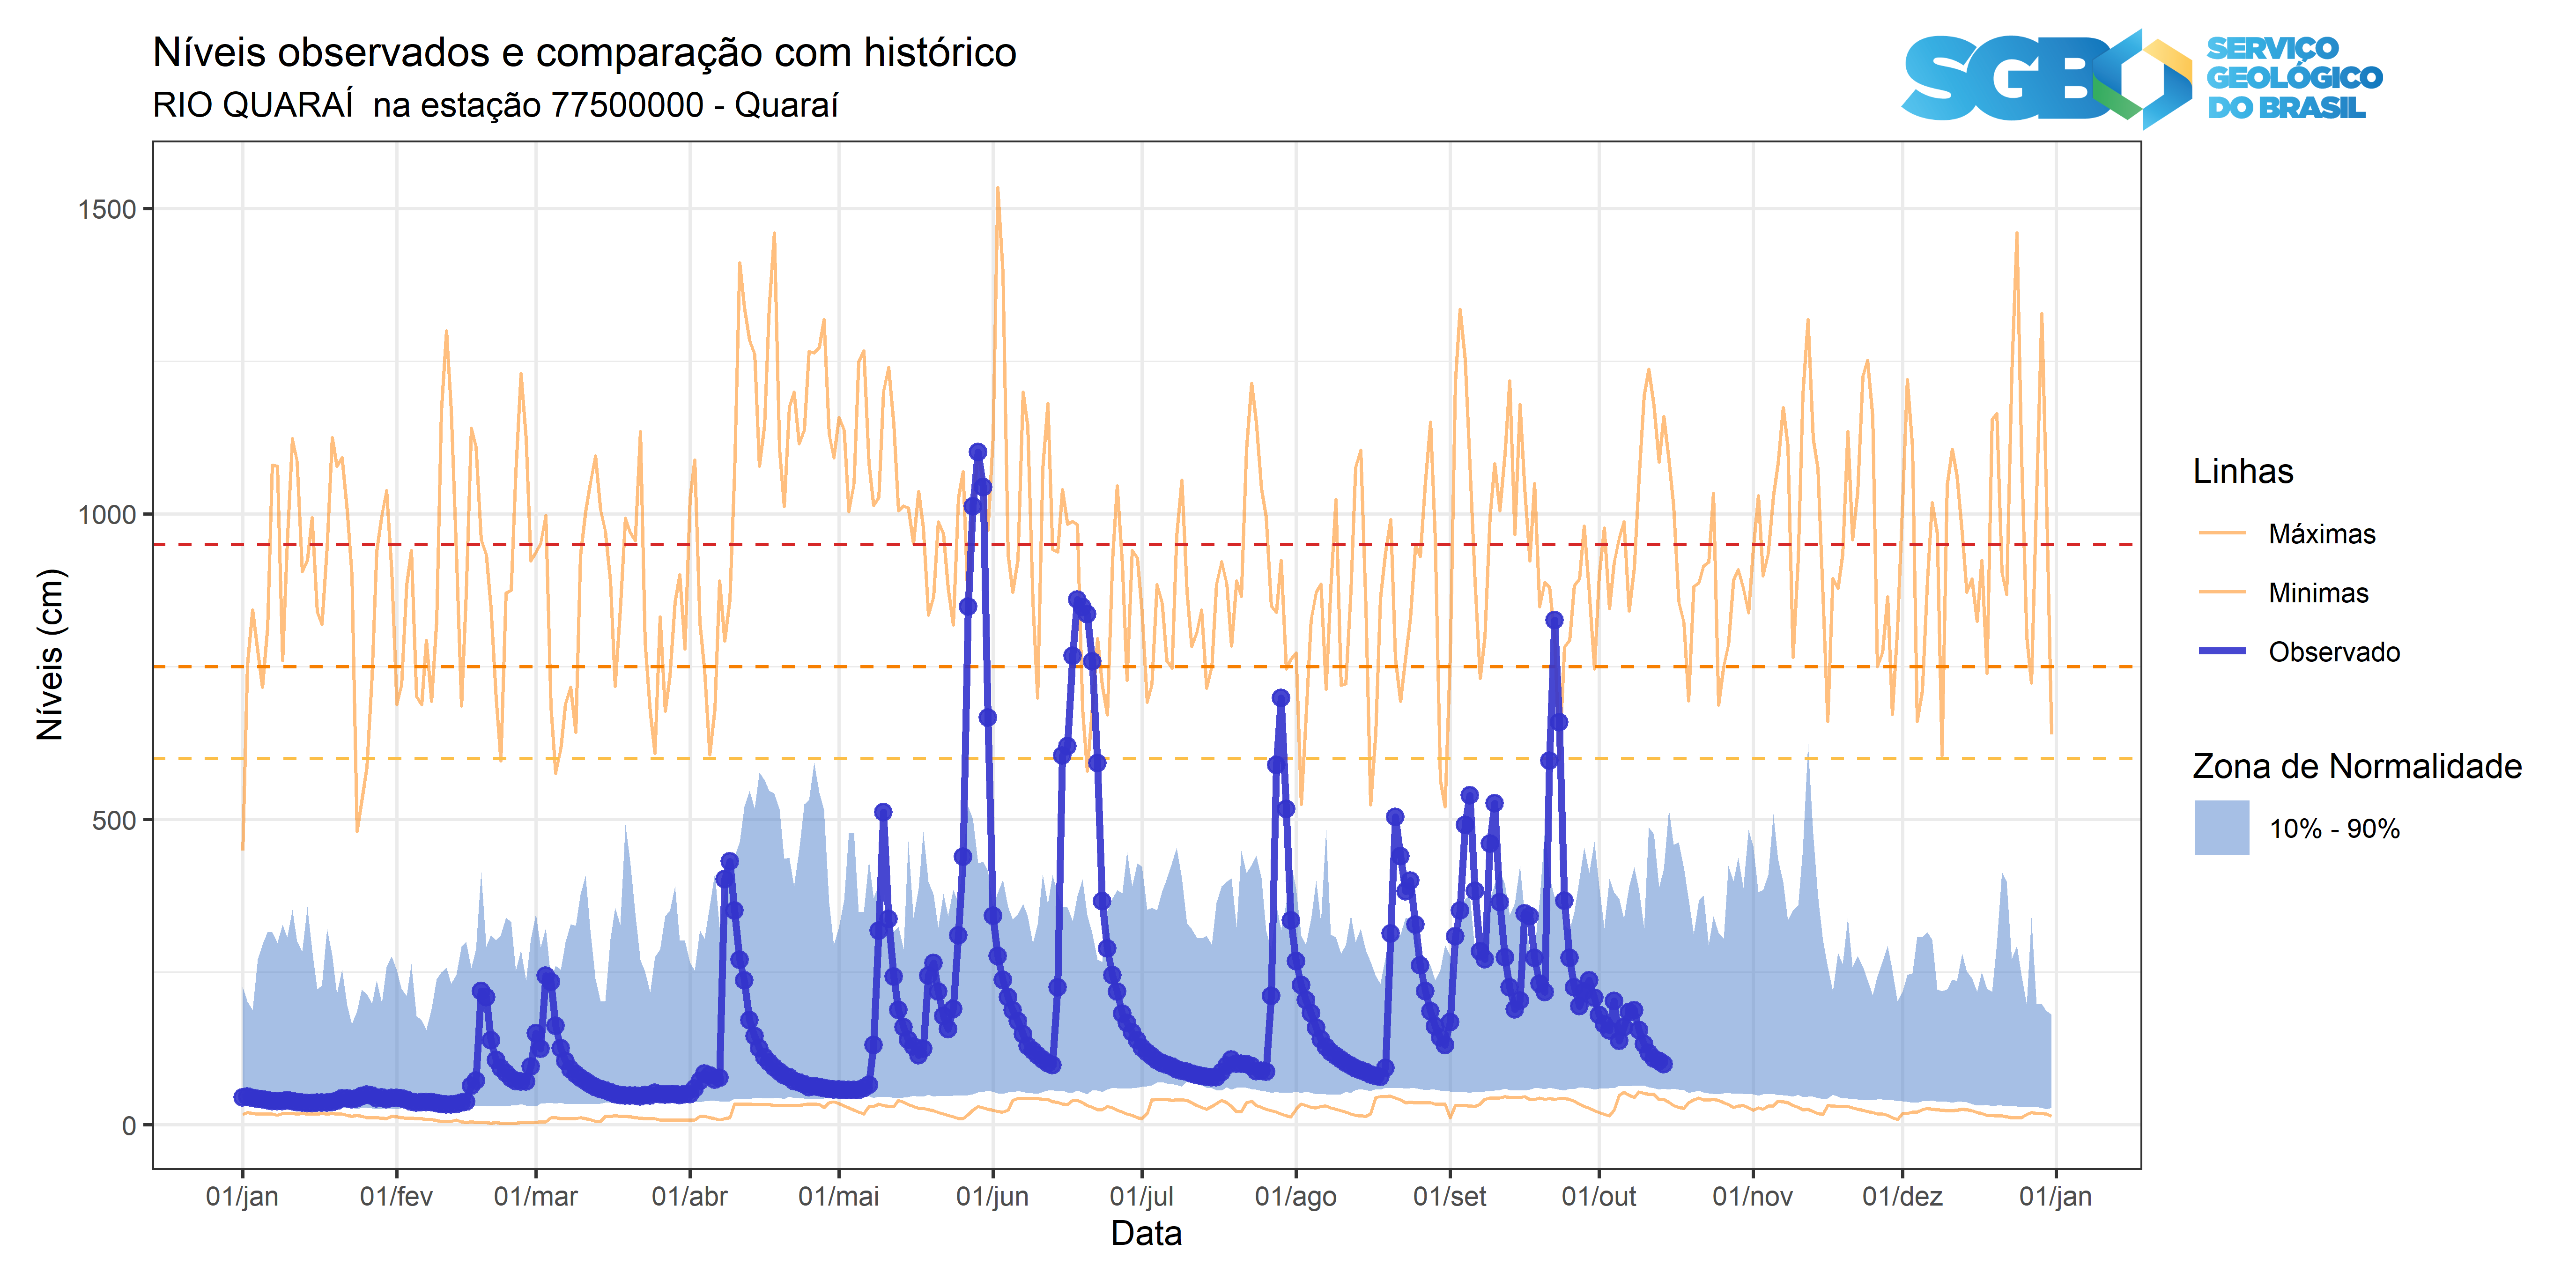 Níveis observados e comparação com histórico
RIO QUARAÍ  na estação 77500000 - Quaraí
SGB
SERVIÇO
GEOLÓGICO
DO BRASIL
1500
1000
500
0
Níveis (cm)
01/jan 01/fev 01/mar 01/abr 01/mai 01/jun 01/jul 01/ago 01/set 01/out 01/nov 01/dez 01/jan
Data
Linhas
Máximas
Minimas
Observado
Zona de Normalidade
10% - 90%